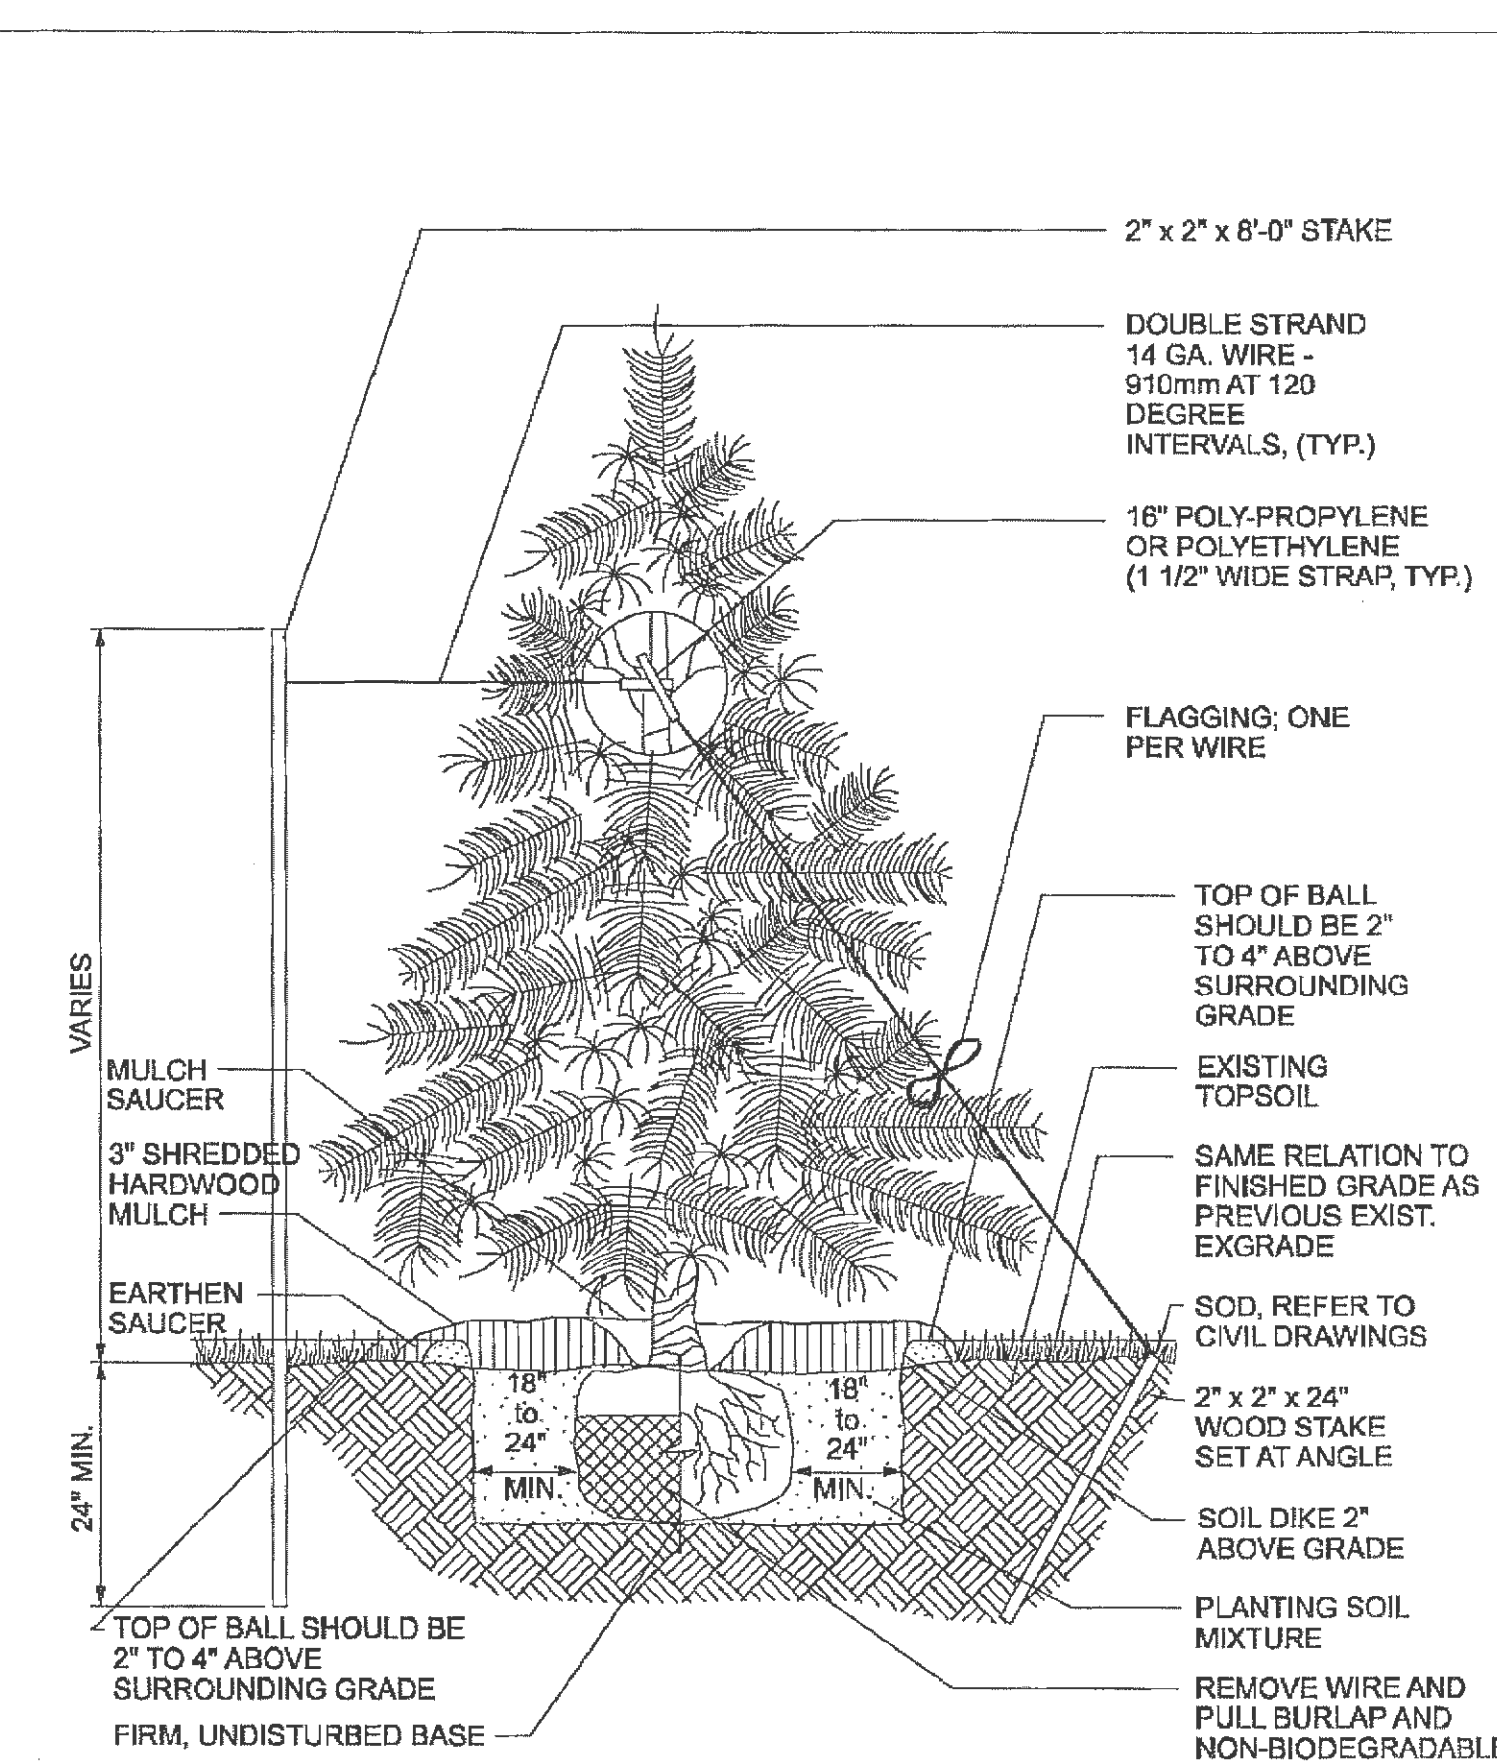 2" x 2" x 8'-0" STAKE
DOUBLE STRAND
14 GA. WIRE -
910mm AT 120
DEGREE
INTERVALS, (TYP.)
16" POLY-PROPYLENE
OR POLYETHYLENE
(1 1/2" WIDE STRAP, TYP.)
FLAGGING; ONE
PER WIRE
TOP OF BALL
SHOULD BE 2"
TO 4" ABOVE
SURROUNDING
GRADE
EXISTING
TOPSOIL
SAME RELATION TO
FINISHED GRADE AS
PREVIOUS EXIST.
EXGRADE
SOD, REFER TO
CIVIL DRAWINGS
2" x 2" x 24"
WOOD STAKE
SET AT ANGLE
SOIL DIKE 2"
ABOVE GRADE
PLANTING SOIL
MIXTURE
REMOVE WIRE AND
PULL BURLAP AND
NON-BIODEGRADABLE
VARIES
24" MIN.
MULCH
SAUCER
3" SHREDDED
HARDWOOD
MULCH
EARTHEN
SAUCER
18"
to
24"
MIN.
18"
to
24"
MIN.
TOP OF BALL SHOULD BE
2" TO 4" ABOVE
SURROUNDING GRADE
FIRM, UNDISTURBED BASE